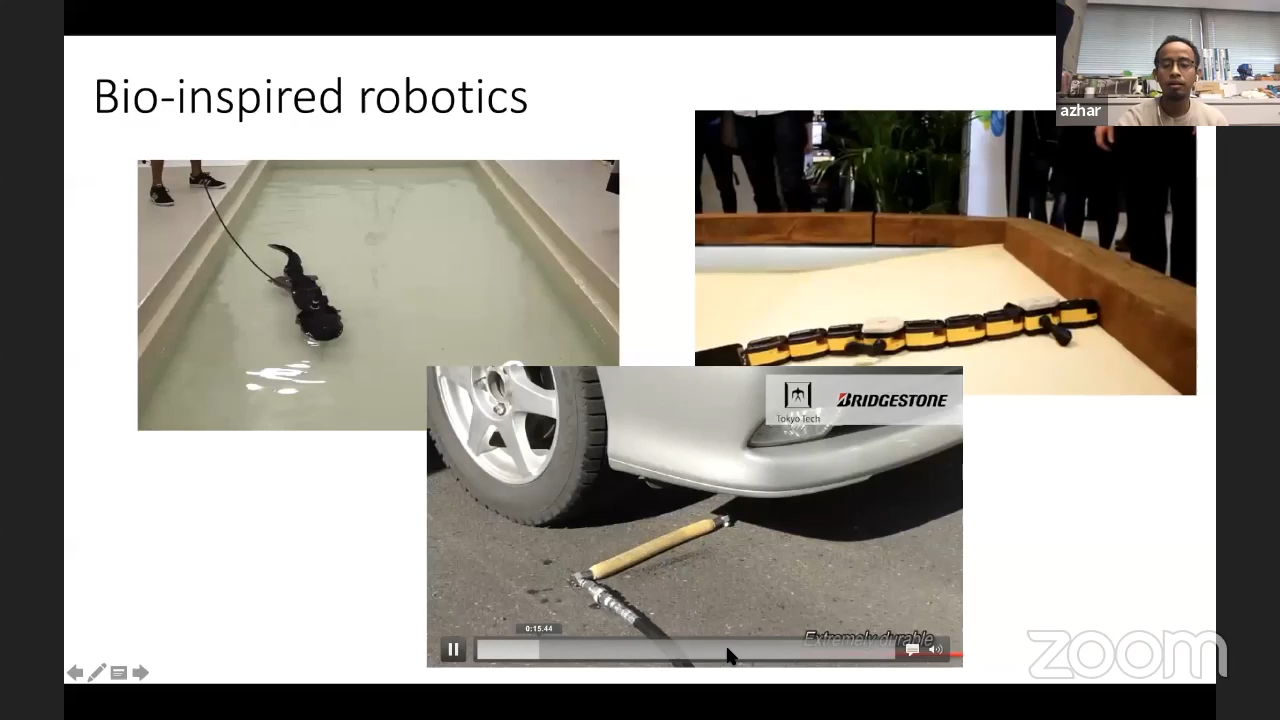 Bio-inspired robotics
azhar
Tokyo Tech
BRIDGESTONE
0:15.44
Extremely durable
zoom